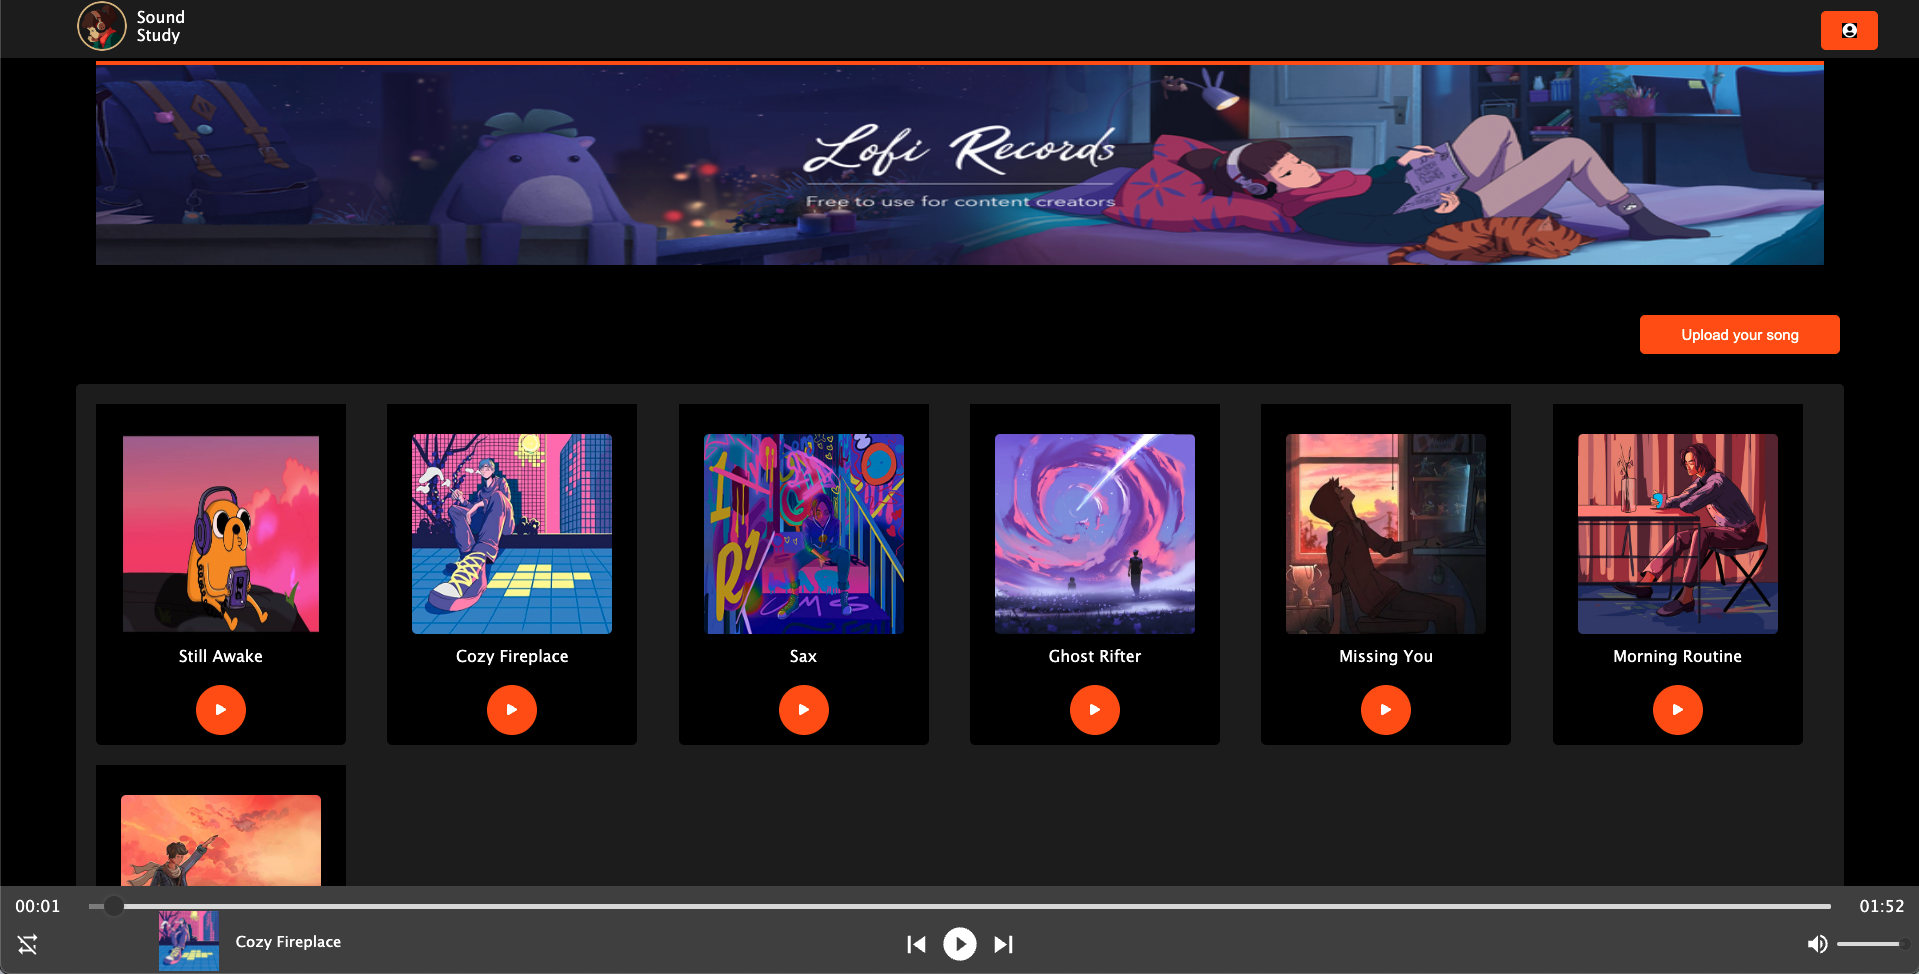 Sound
Study
Lofi Records
Free to use for content creators
Upload your song
Still Awake
Cozy Fireplace
Sax
Ghost Rifter
Missing You
Morning Routine
00:01
01:52
Cozy Fireplace